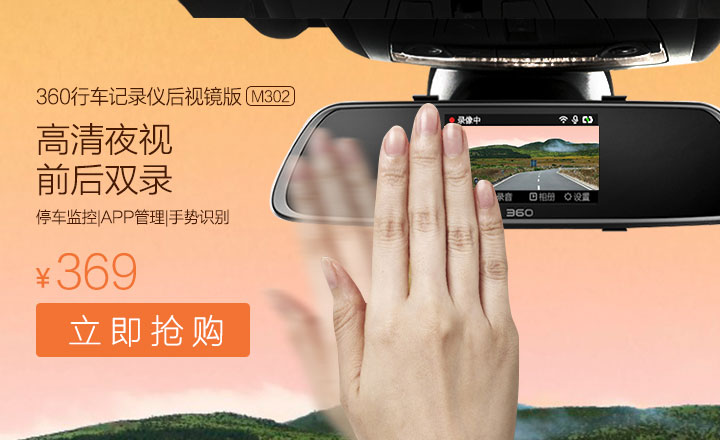 360行车记录仪后视镜版 M302
高清夜视
前后双录
停车监控|APP管理|手势识别
¥369
立即抢购
录像中
录音 相册 设置
360